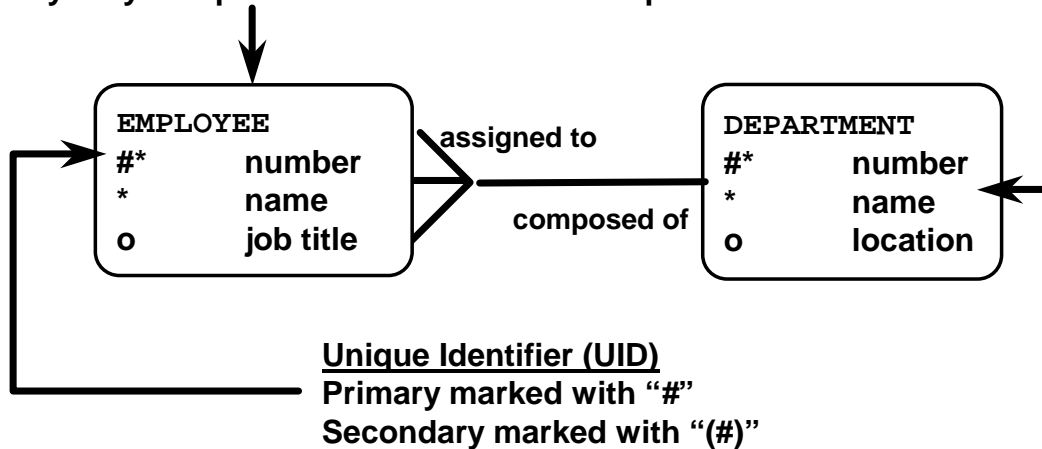 EMPLOYEE
#* number
* name
o job title
assigned to
composed of
DEPARTMENT
#* number
* name
o location
Unique Identifier (UID)
Primary marked with “#”
Secondary marked with “(#)”